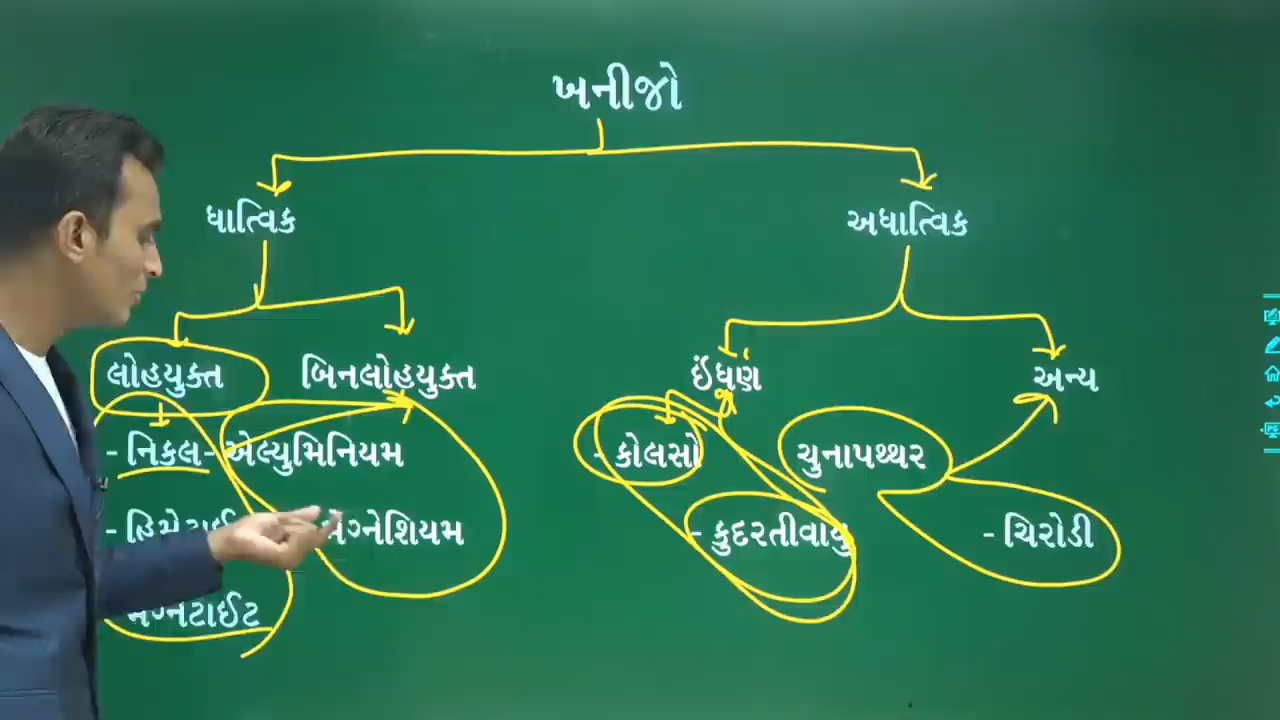 ખનીજો
ધાત્વિક
અધાત્વિક
લોહયુક્ત
બિનલોહયુક્ત
ઈંધણં
અન્ય
- નિકલ- એલ્યુમિનિયમ
- કોલસો
ચુનાપથ્થર
- કુદરતીવાયુ
- ચિરોડી